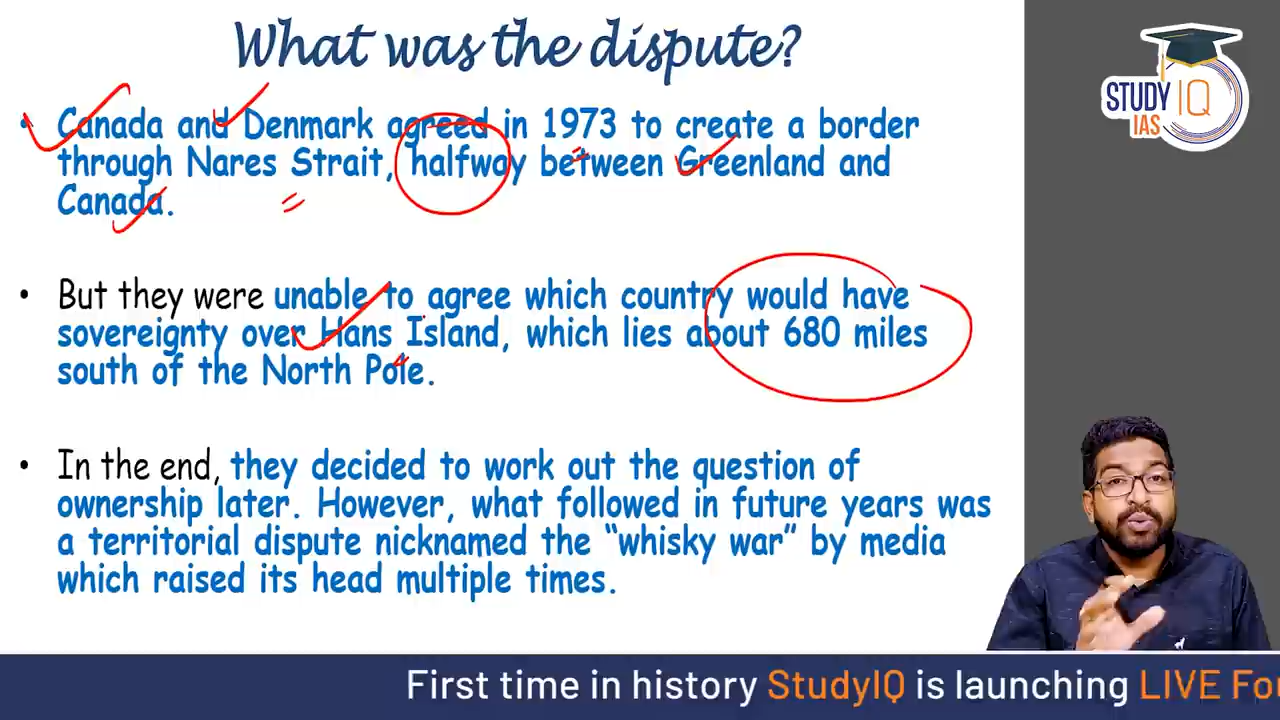 What was the dispute?
• Canada and Denmark agreed in 1973 to create a border
through Nares Strait, halfway between Greenland and
Canada.
• But they were unable to agree which country would have
sovereignty over Hans Island, which lies about 680 miles
south of the North Pole.
• In the end, they decided to work out the question of
ownership later. However, what followed in future years was
a territorial dispute nicknamed the “whisky war” by media
which raised its head multiple times.
STUDY IQ
IAS
First time in history StudyIQ is launching LIVE Fou